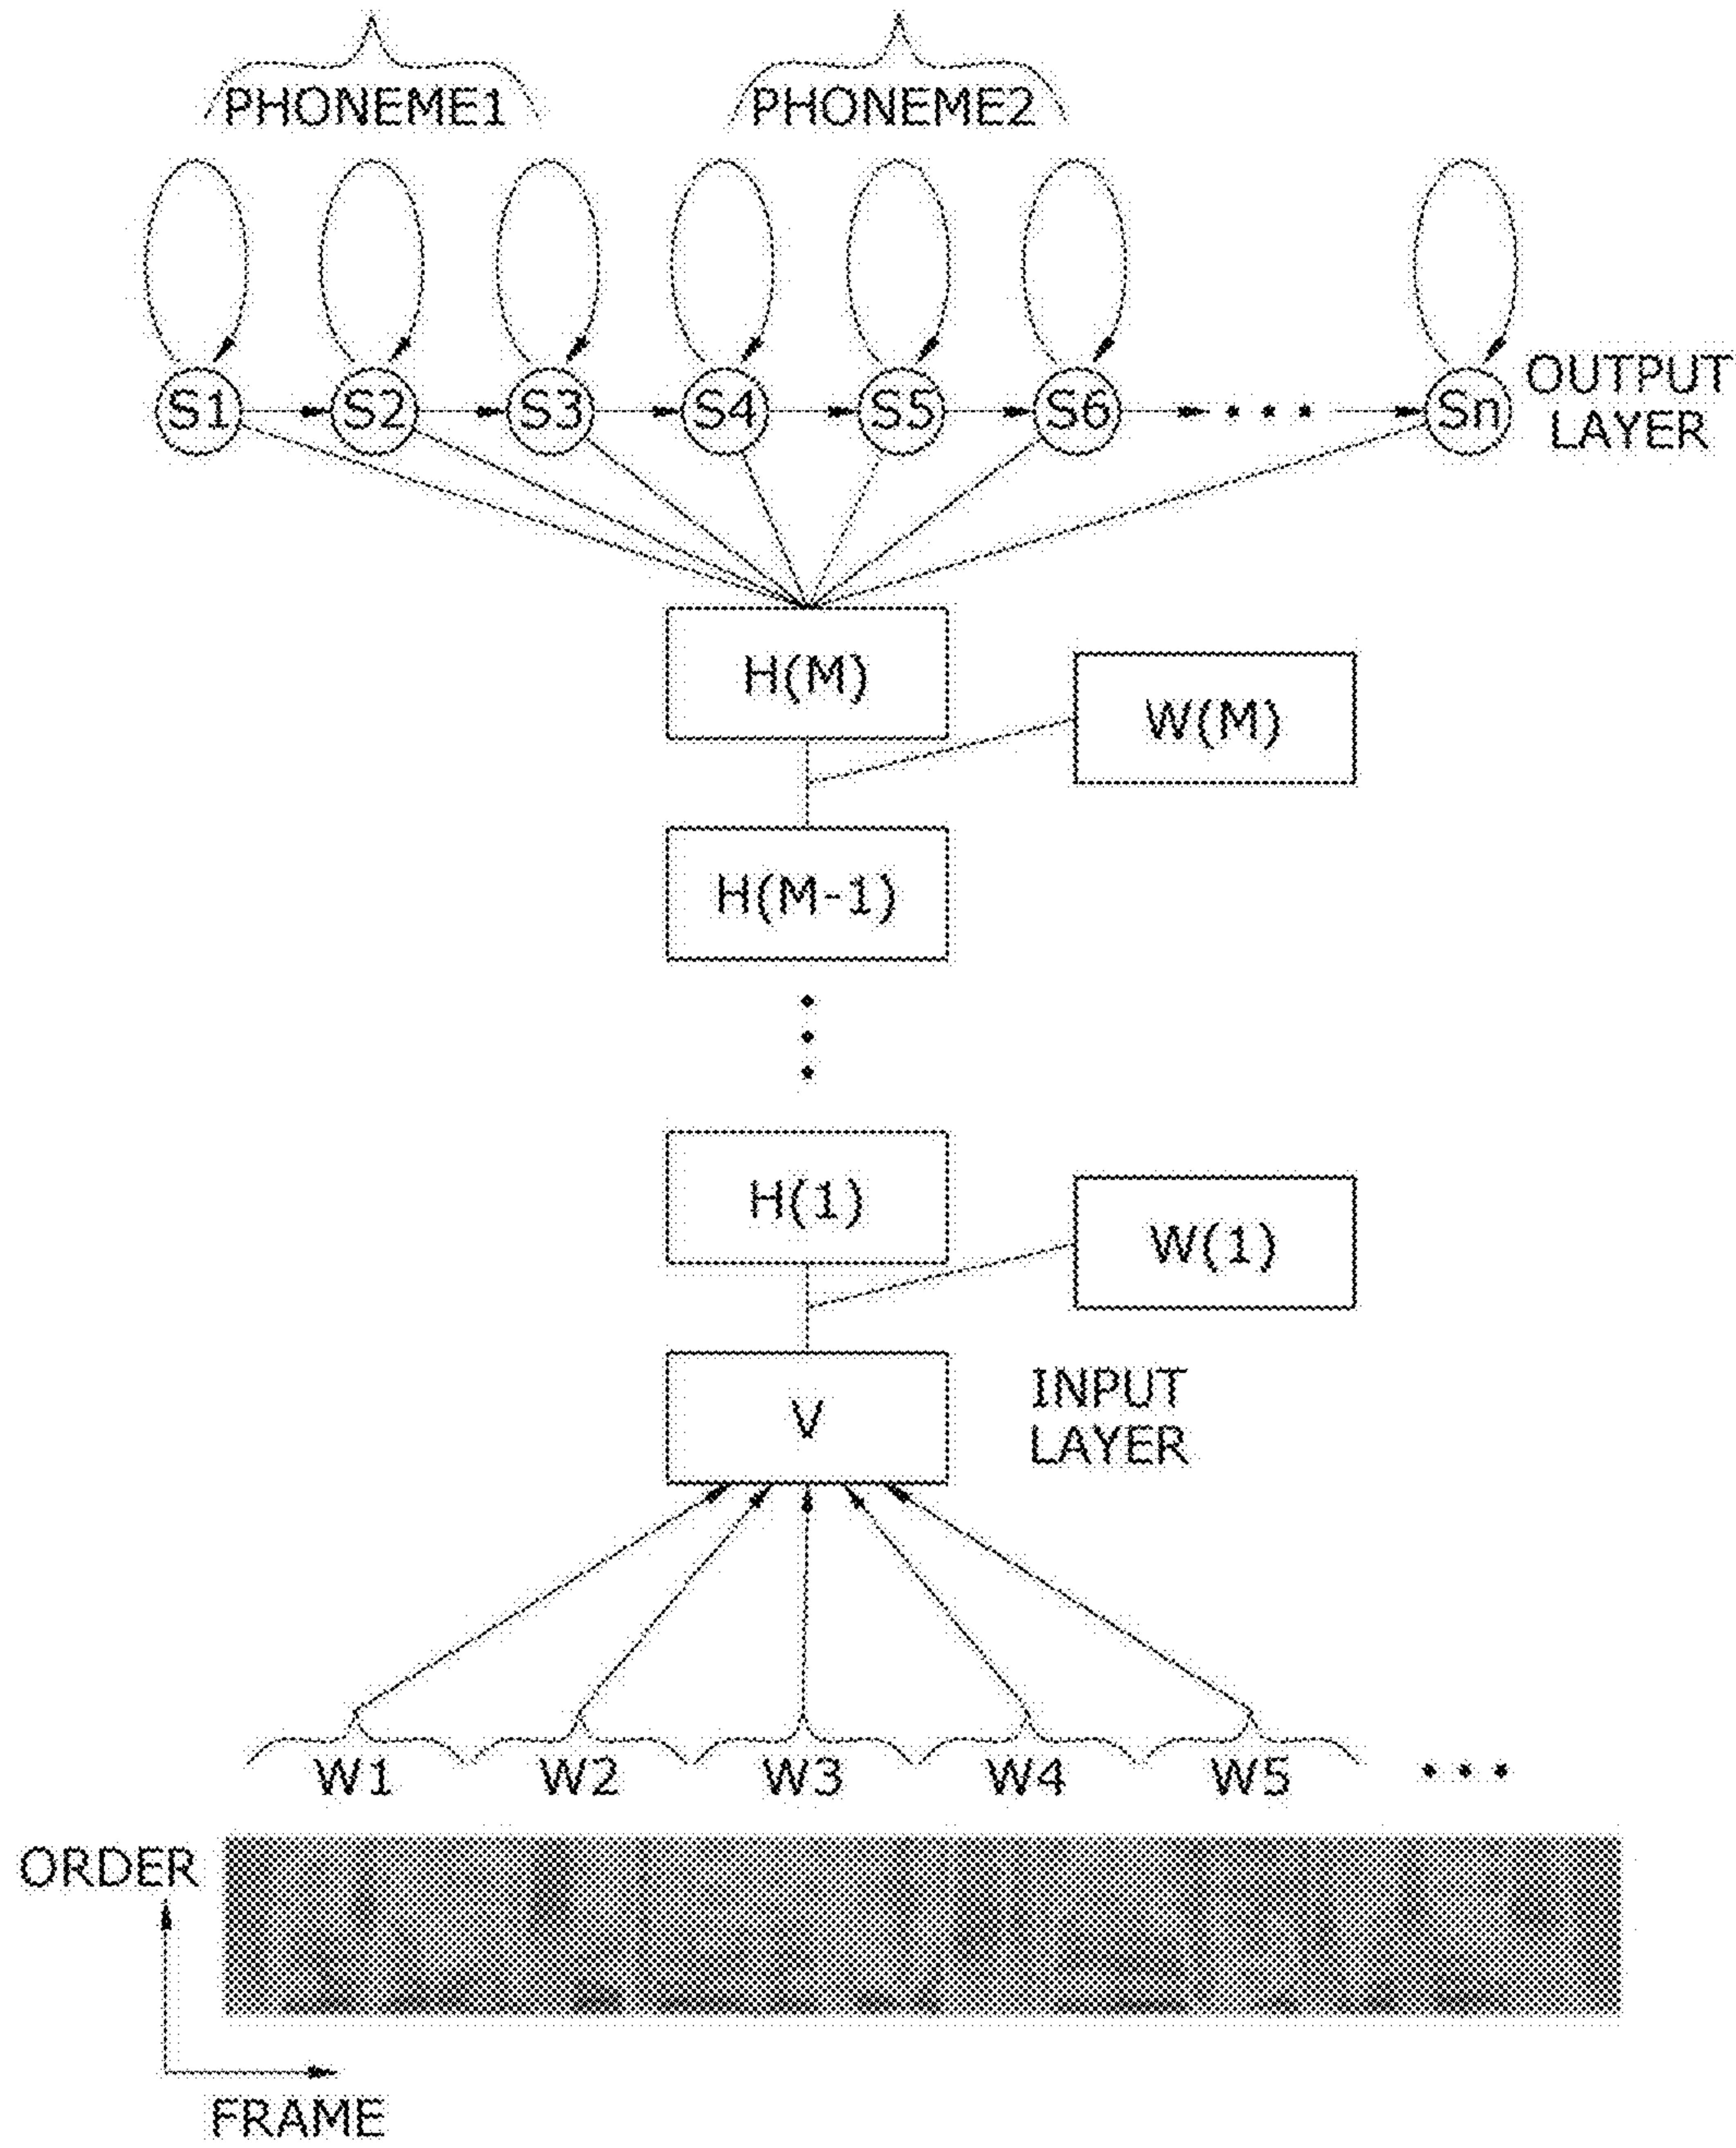 PHONEME1 PHONEME2
S1 S2 S3 S4 S5 S6 ... Sn
OUTPUT
LAYER
H(M)
W(M)
H(M-1)
H(1)
W(1)
V
INPUT
LAYER
W1 W2 W3 W4 W5 ...
ORDER
FRAME